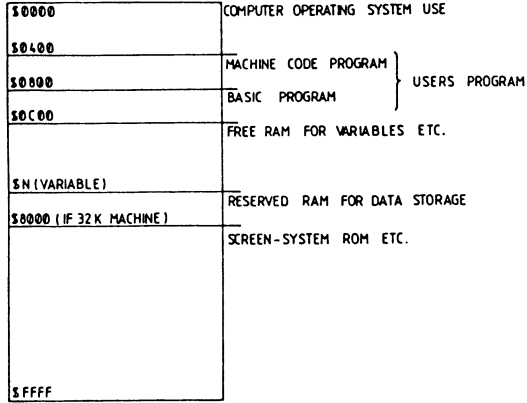 $0000 COMPUTER OPERATING SYSTEM USE
$0400
MACHINE CODE PROGRAM
$0800 USERS PROGRAM
BASIC PROGRAM
$0C00
FREE RAM FOR VARIABLES ETC.
$N (VARIABLE)
RESERVED RAM FOR DATA STORAGE
$8000 (IF 32K MACHINE)
SCREEN-SYSTEM ROM ETC.
$FFFF